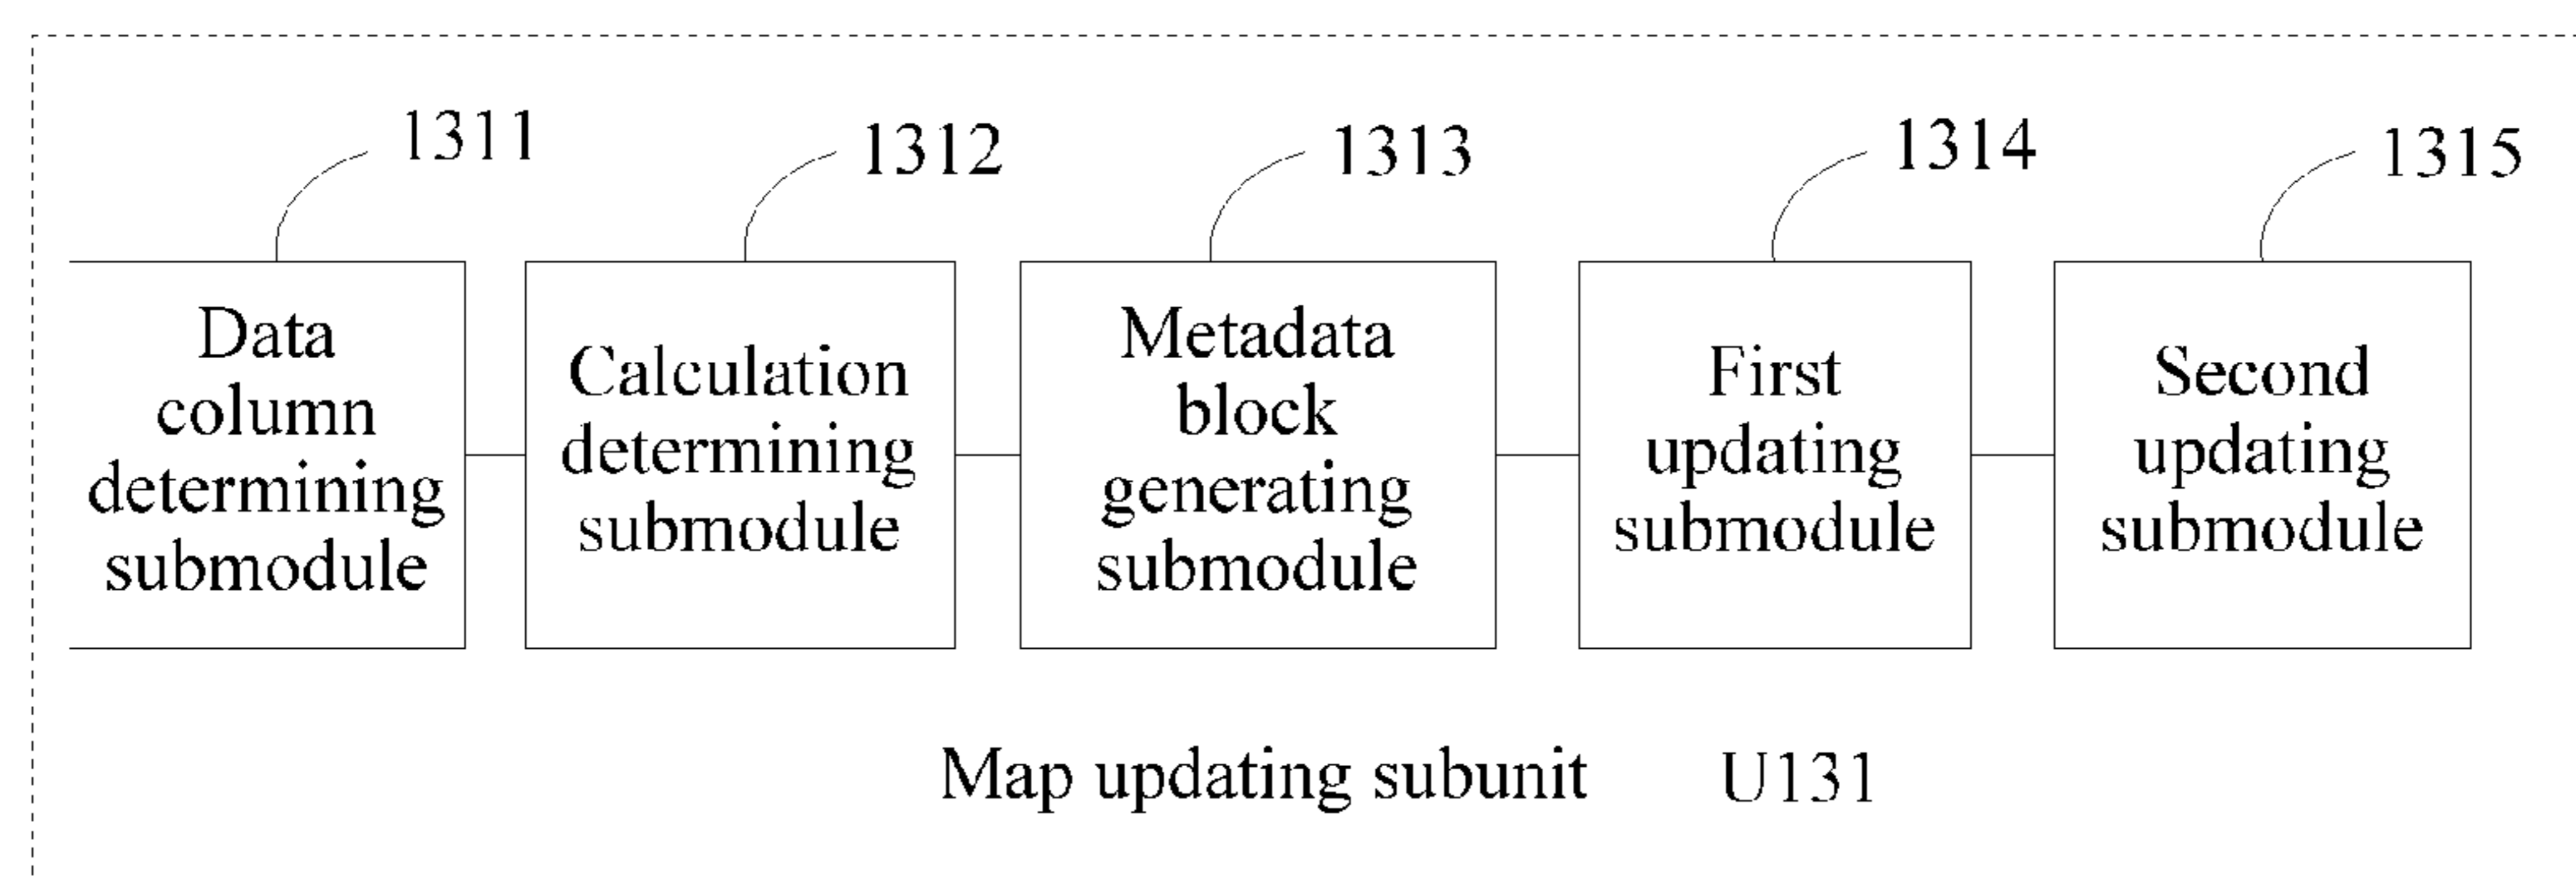 1311
1312
1313
1314
1315
Data
column
determining
submodule
Calculation
determining
submodule
Metadata
block
generating
submodule
First
updating
submodule
Second
updating
submodule
Map updating subunit U131